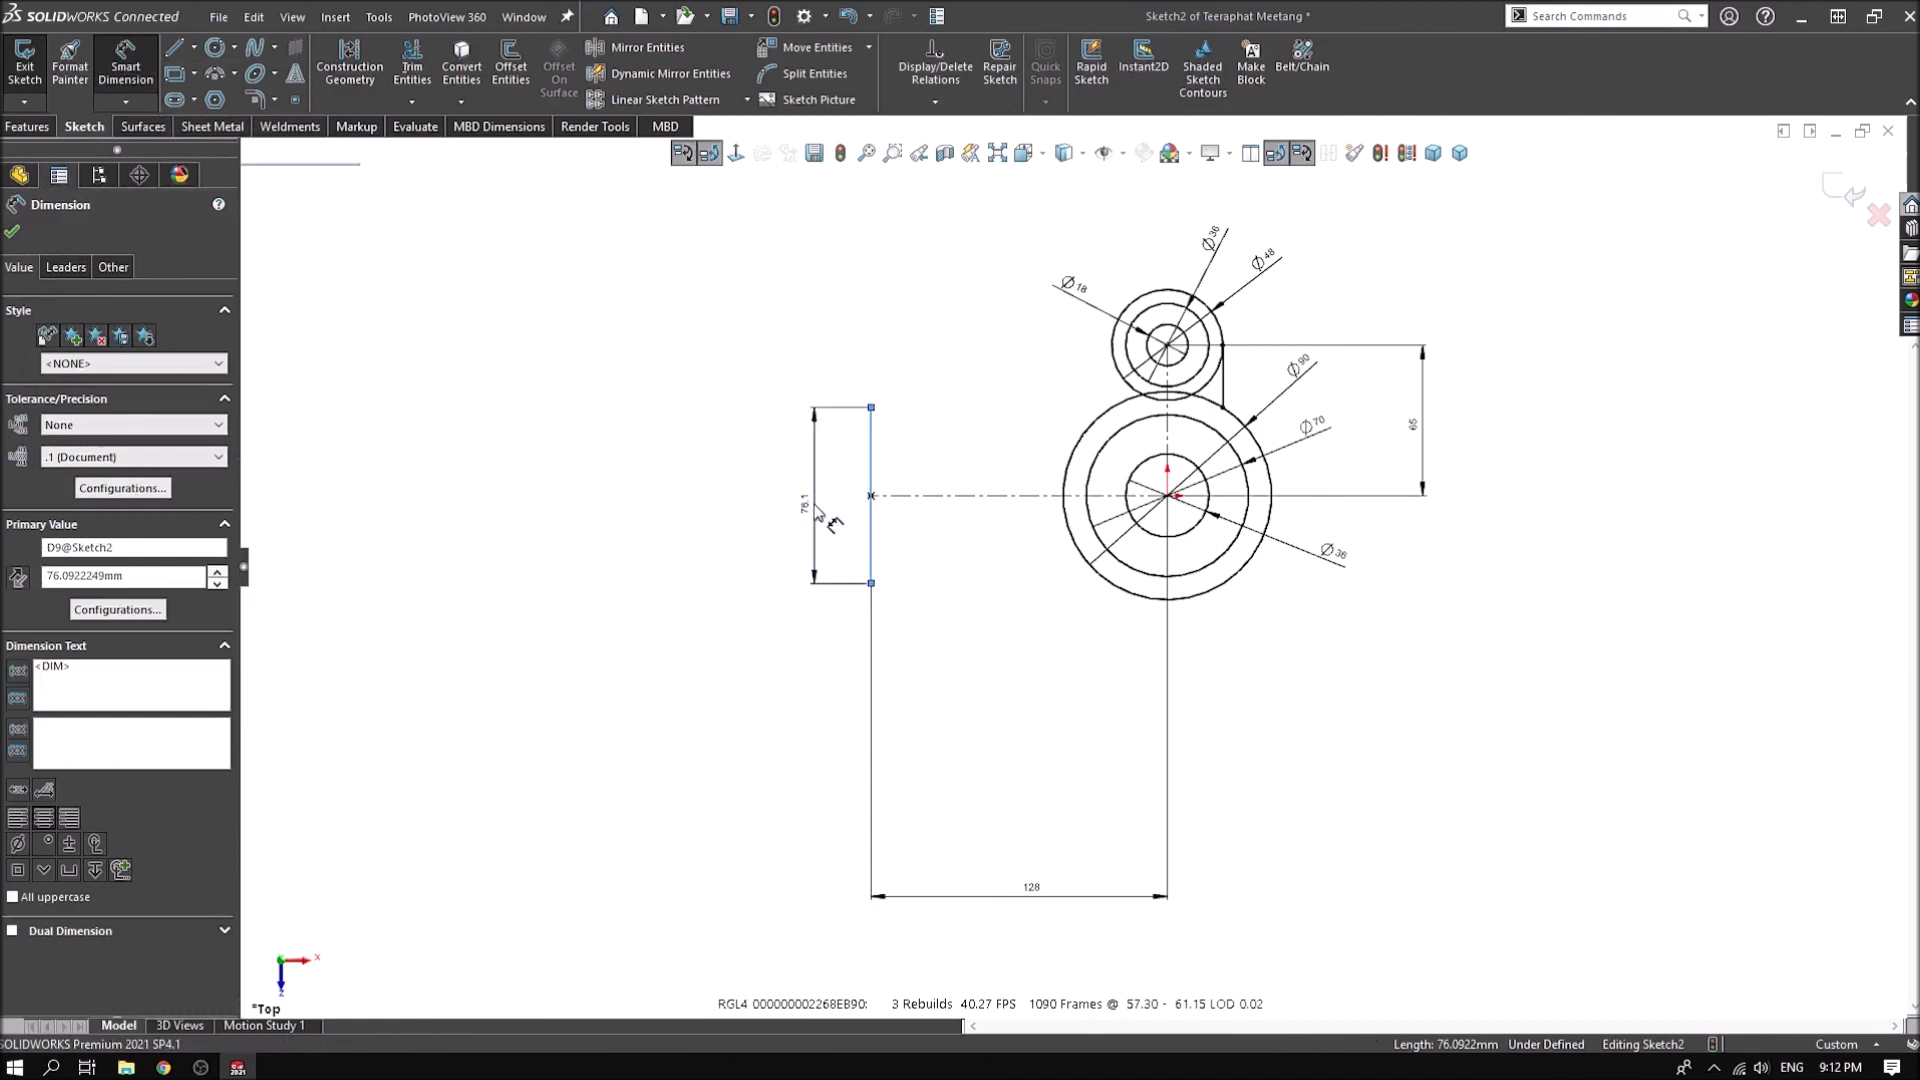 SOLIDWORKS Connected
File Edit View Insert Tools PhotoView 360 Window
Sketch2 of Teeraphat Meetang *
Search Commands
Exit Sketch
Format Painter
Smart Dimension
Construction Geometry
Trim Entities
Convert Entities
Offset Entities
Offset On Surface
Mirror Entities
Dynamic Mirror Entities
Linear Sketch Pattern
Move Entities
Split Entities
Sketch Picture
Display/Delete Relations
Repair Sketch
Quick Snaps
Rapid Sketch
Instant2D
Shaded Sketch Contours
Make Block
Belt/Chain
Features Sketch Surfaces Sheet Metal Weldments Markup Evaluate MBD Dimensions Render Tools MBD
Dimension
Value Leaders Other
Style
<NONE>
Tolerance/Precision
None
.1 (Document)
Configurations...
Primary Value
D9@Sketch2
76.0922249mm
Configurations...
Dimension Text
<DIM>
All uppercase
Dual Dimension
Ø36
Ø48
Ø18
Ø90
Ø70
65
76.1
Ø36
128
X
Z
*Top
RGL4 000000002268EB90: 3 Rebuilds 40.27 FPS 1090 Frames @ 57.30 - 61.15 LOD 0.02
Model 3D Views Motion Study 1
SOLIDWORKS Premium 2021 SP4.1
Length: 76.0922mm Under Defined Editing Sketch2 Custom
2021
ENG 9:12 PM